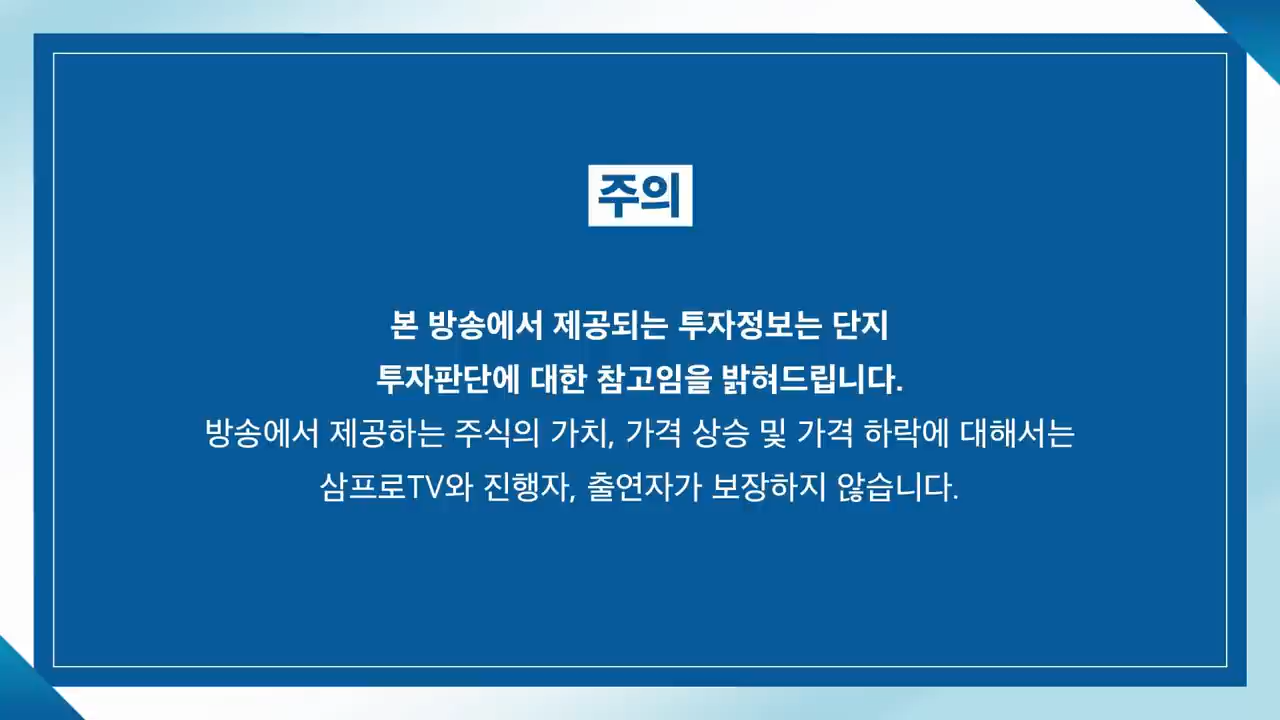 주의
본 방송에서 제공되는 투자정보는 단지
투자판단에 대한 참고임을 밝혀드립니다.
방송에서 제공하는 주식의 가치, 가격 상승 및 가격 하락에 대해서는
삼프로TV와 진행자, 출연자가 보장하지 않습니다.